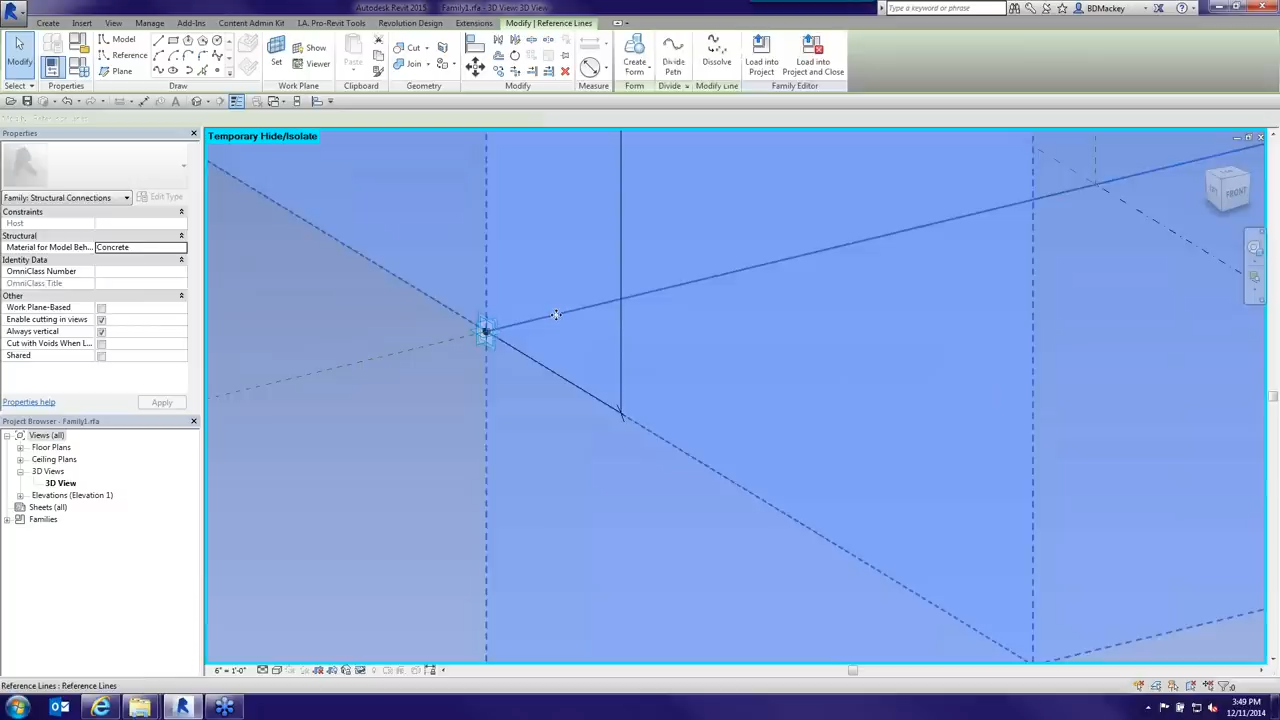 Autodesk Revit 2015 - Family1.rfa - 3D View: 3D View
Type a keyword or phrase
BDMackey
Create Insert View Manage Add-Ins Content Admin Kit LA. Pro-Revit Tools Revolution Design Extensions Modify | Reference Lines
Modify
Model
Reference
Plane
Set
Show
Viewer
Paste
Cut
Join
Create
Form
Divide
Path
Dissolve
Load into
Project
Load into
Project and Close
Select Properties Draw Work Plane Clipboard Geometry Modify Measure Form Divide Modify Line Family Editor
Properties
Family: Structural Connections
Edit Type
Constraints
Host
Structural
Material for Model Beh... Concrete
Identity Data
OmniClass Number
OmniClass Title
Other
Work Plane-Based
Enable cutting in views
Always vertical
Cut with Voids When L...
Shared
Properties help
Apply
Project Browser - Family1.rfa
Views (all)
Floor Plans
Ceiling Plans
3D Views
3D View
Elevations (Elevation 1)
Sheets (all)
Families
Temporary Hide/Isolate
FRONT
6" = 1'-0"
Reference Lines : Reference Lines
:0
3:49 PM
12/11/2014